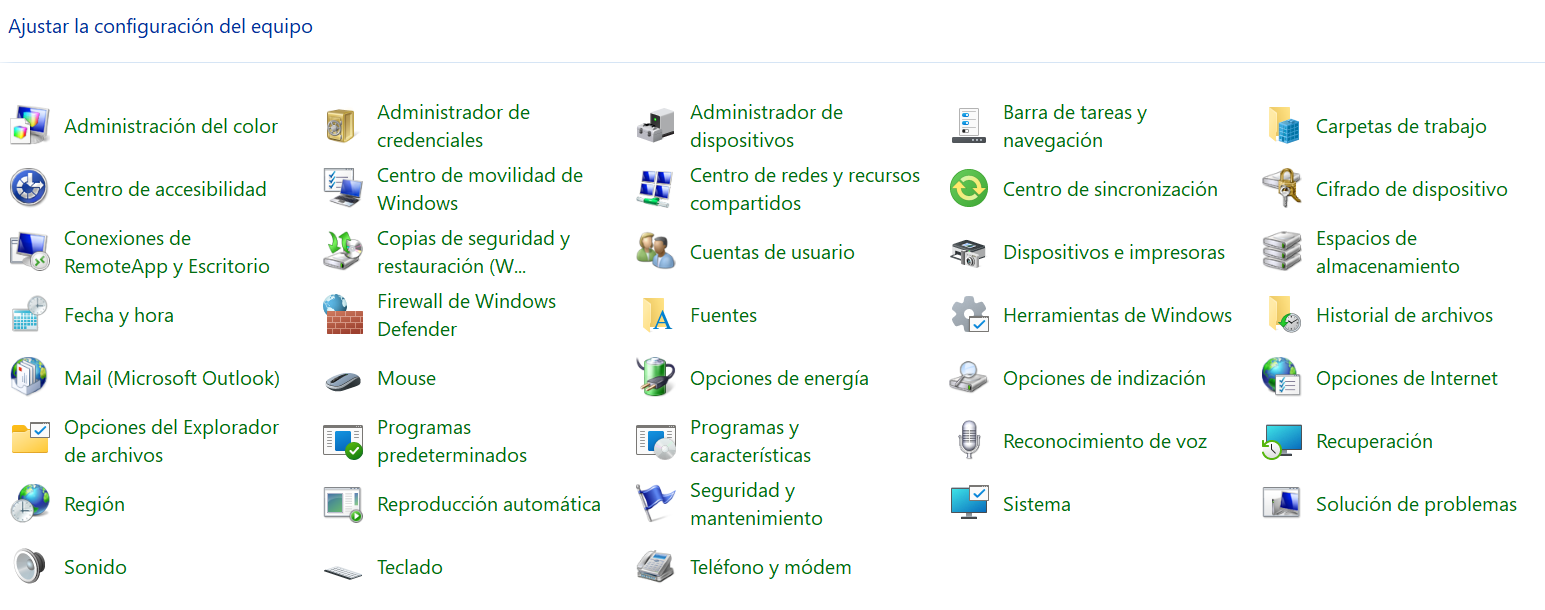 Ajustar la configuración del equipo
Administración del color
Administrador de
credenciales
Administrador de
dispositivos
Barra de tareas y
navegación
Carpetas de trabajo
Centro de accesibilidad
Centro de movilidad de
Windows
Centro de redes y recursos
compartidos
Centro de sincronización
Cifrado de dispositivo
Conexiones de
RemoteApp y Escritorio
Copias de seguridad y
restauración (W...
Cuentas de usuario
Dispositivos e impresoras
Espacios de
almacenamiento
Fecha y hora
Firewall de Windows
Defender
Fuentes
Herramientas de Windows
Historial de archivos
Mail (Microsoft Outlook)
Mouse
Opciones de energía
Opciones de indización
Opciones de Internet
Opciones del Explorador
de archivos
Programas
predeterminados
Programas y
características
Reconocimiento de voz
Recuperación
Región
Reproducción automática
Seguridad y
mantenimiento
Sistema
Solución de problemas
Sonido
Teclado
Teléfono y módem